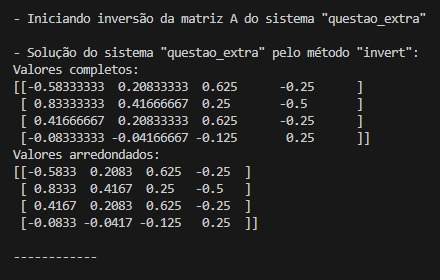 - Iniciando inversão da matriz A do sistema "questao_extra"
- Solução do sistema "questao_extra" pelo método "invert":
Valores completos:
[[-0.58333333  0.20833333  0.625      -0.25      ]
 [ 0.83333333  0.41666667  0.25       -0.5       ]
 [ 0.41666667  0.20833333  0.625      -0.25      ]
 [-0.08333333 -0.04166667 -0.125       0.25      ]]
Valores arredondados:
[[-0.5833  0.2083  0.625  -0.25  ]
 [ 0.8333  0.4167  0.25   -0.5   ]
 [ 0.4167  0.2083  0.625  -0.25  ]
 [-0.0833 -0.0417 -0.125   0.25  ]]
------------